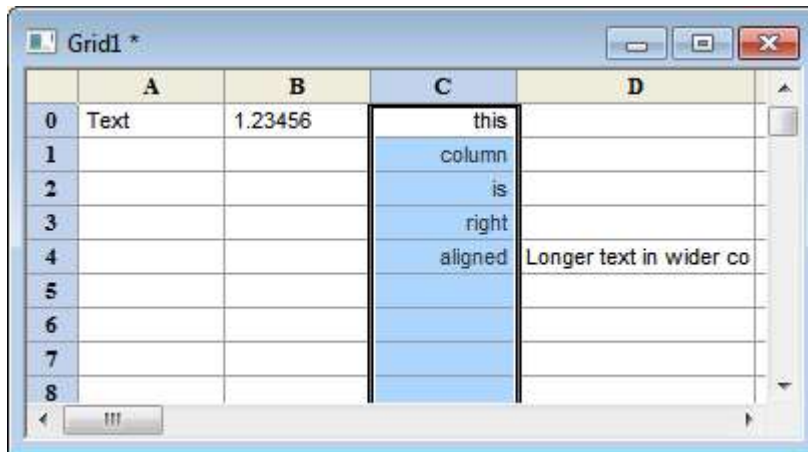 Grid1 *
A B C D
0 Text 1.23456 this
1 column
2 is
3 right
4 aligned Longer text in wider co
5
6
7
8